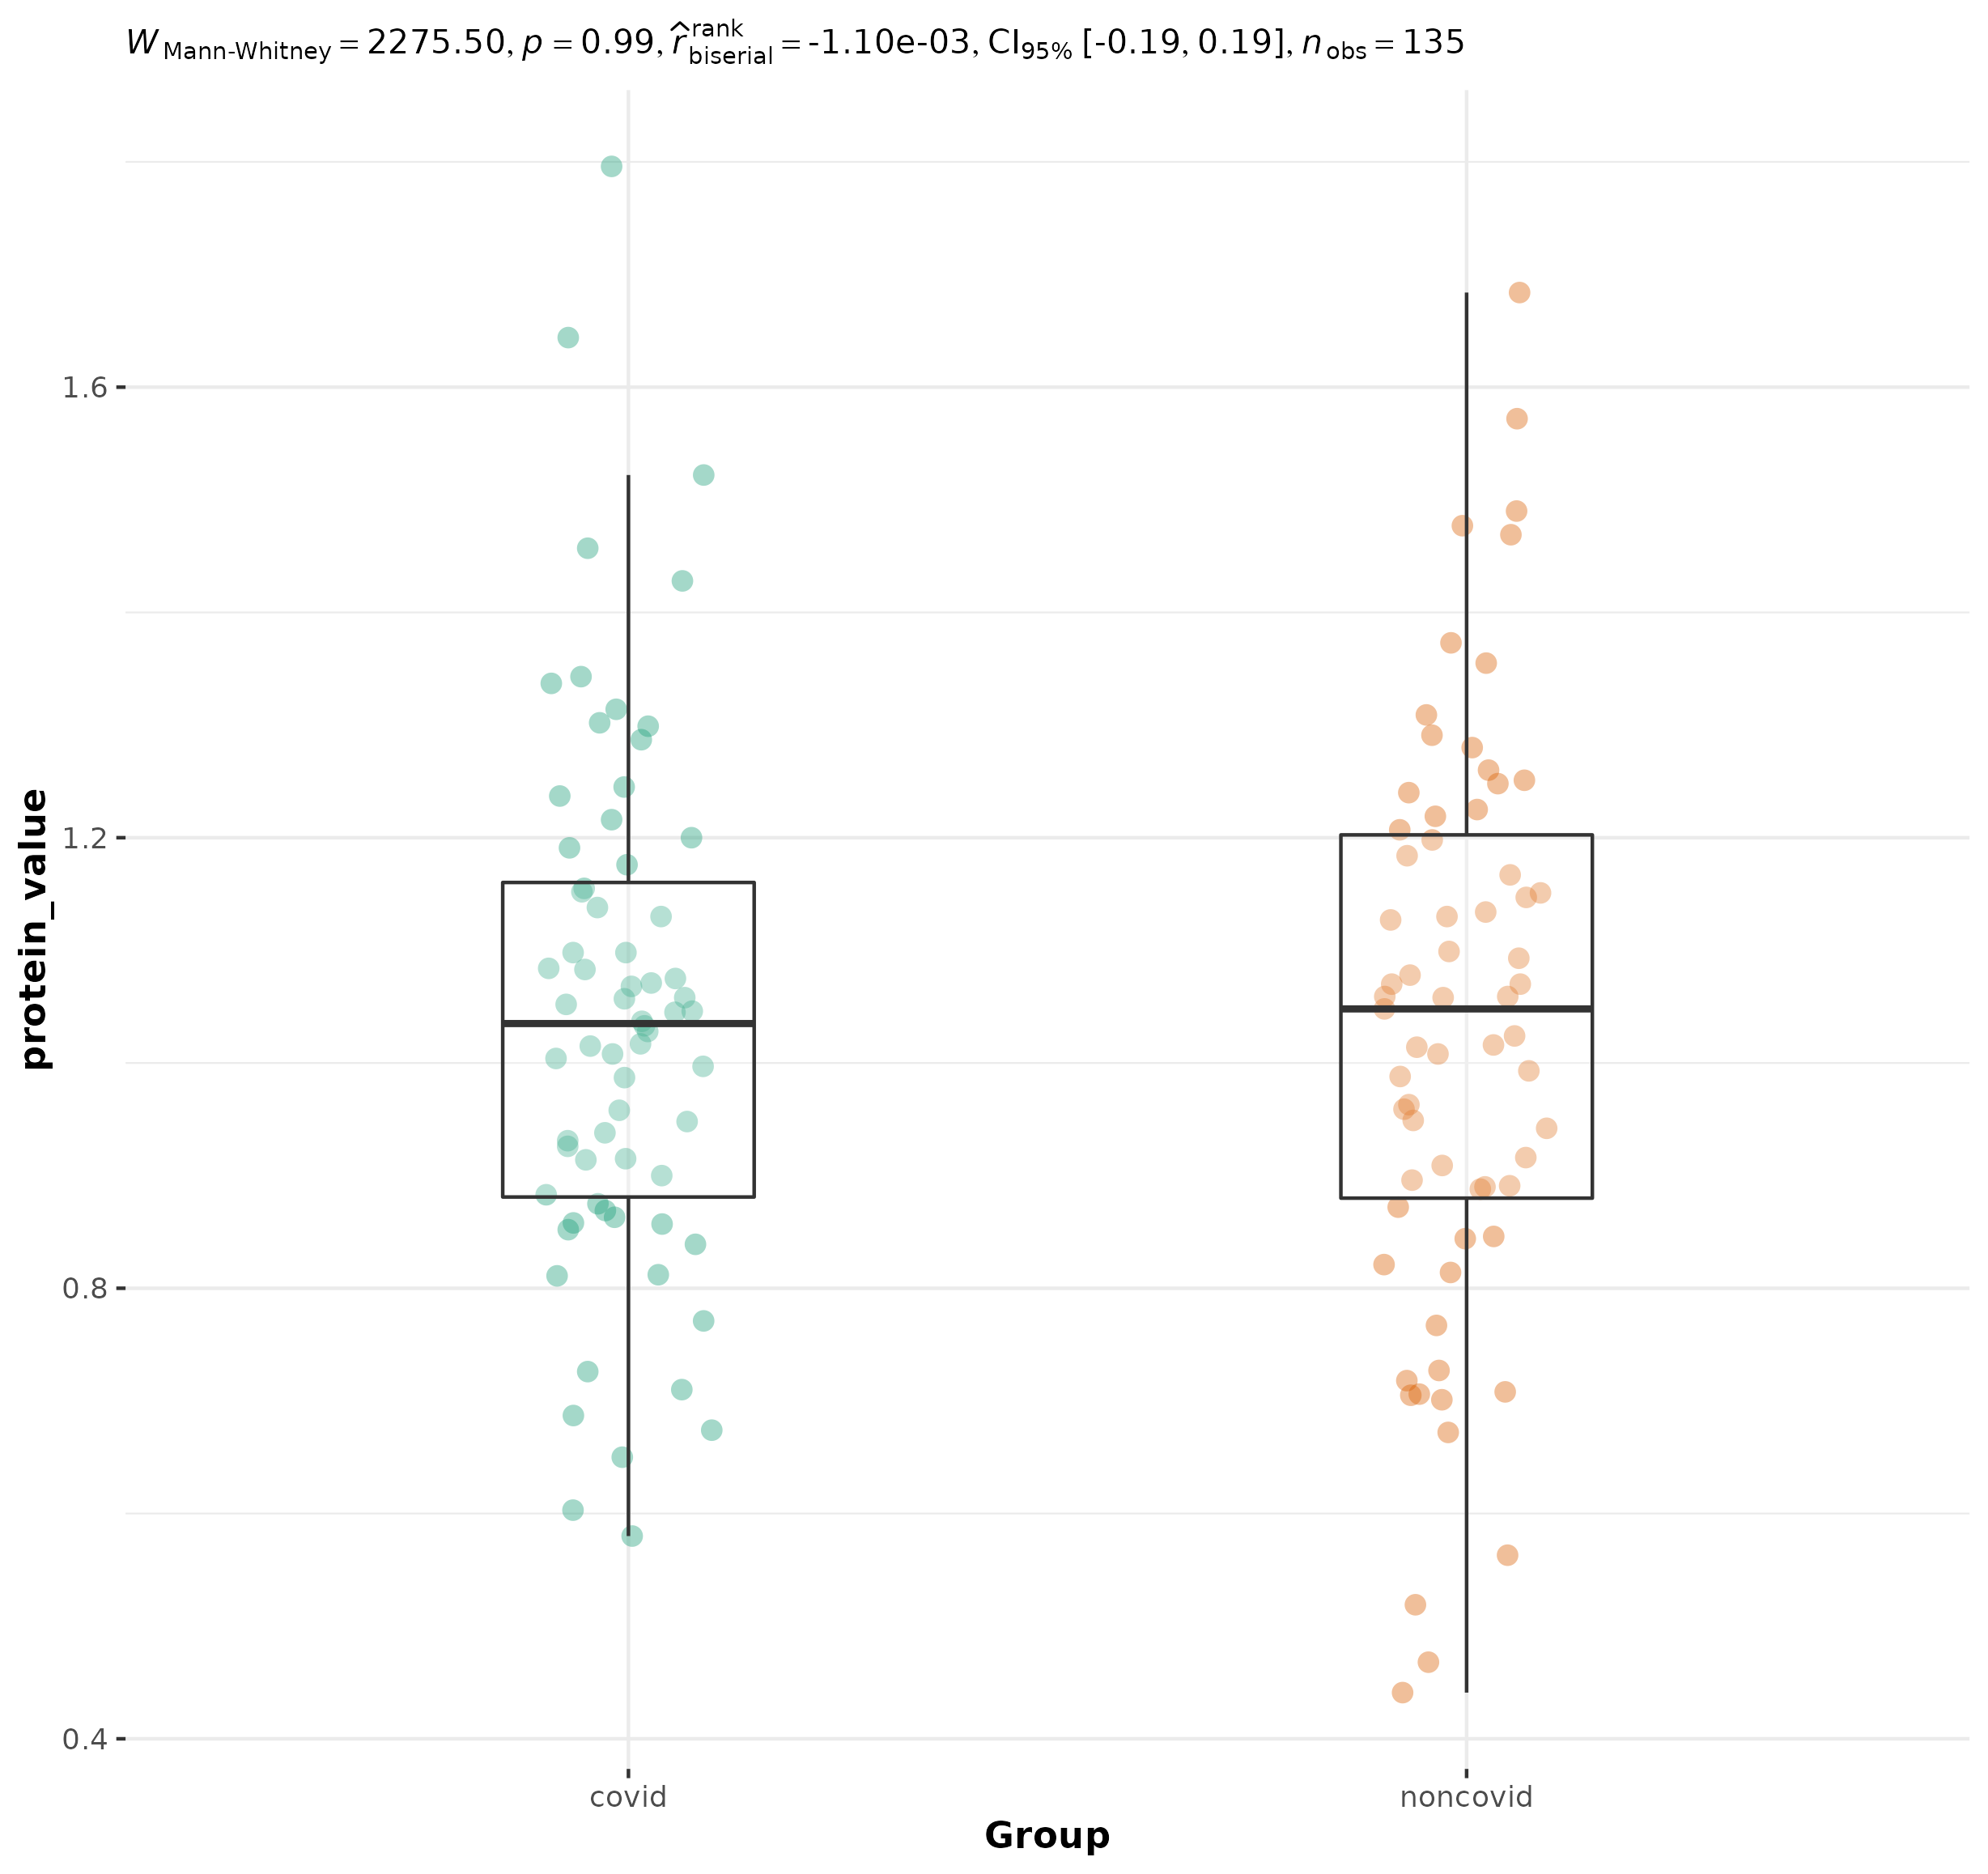 W Mann-Whitney = 2275.50, p = 0.99, r̂ rank biserial = -1.10e-03, CI95% [-0.19, 0.19], n obs = 135
1.6
1.2
0.8
0.4
protein_value
covid noncovid
Group